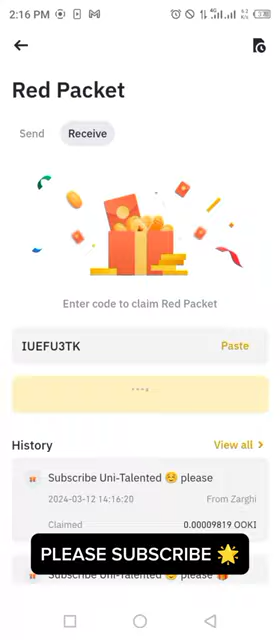 2:16 PM
Red Packet
Send Receive
Enter code to claim Red Packet
IUEFU3TK Paste
History View all
Subscribe Uni-Talented ☺️ please
2024-03-12 14:16:20 From Zarghi
Claimed 0.00009819 OOKI
PLEASE SUBSCRIBE 🌟
Subscribe Uni-Talented ☺️ please 🎁